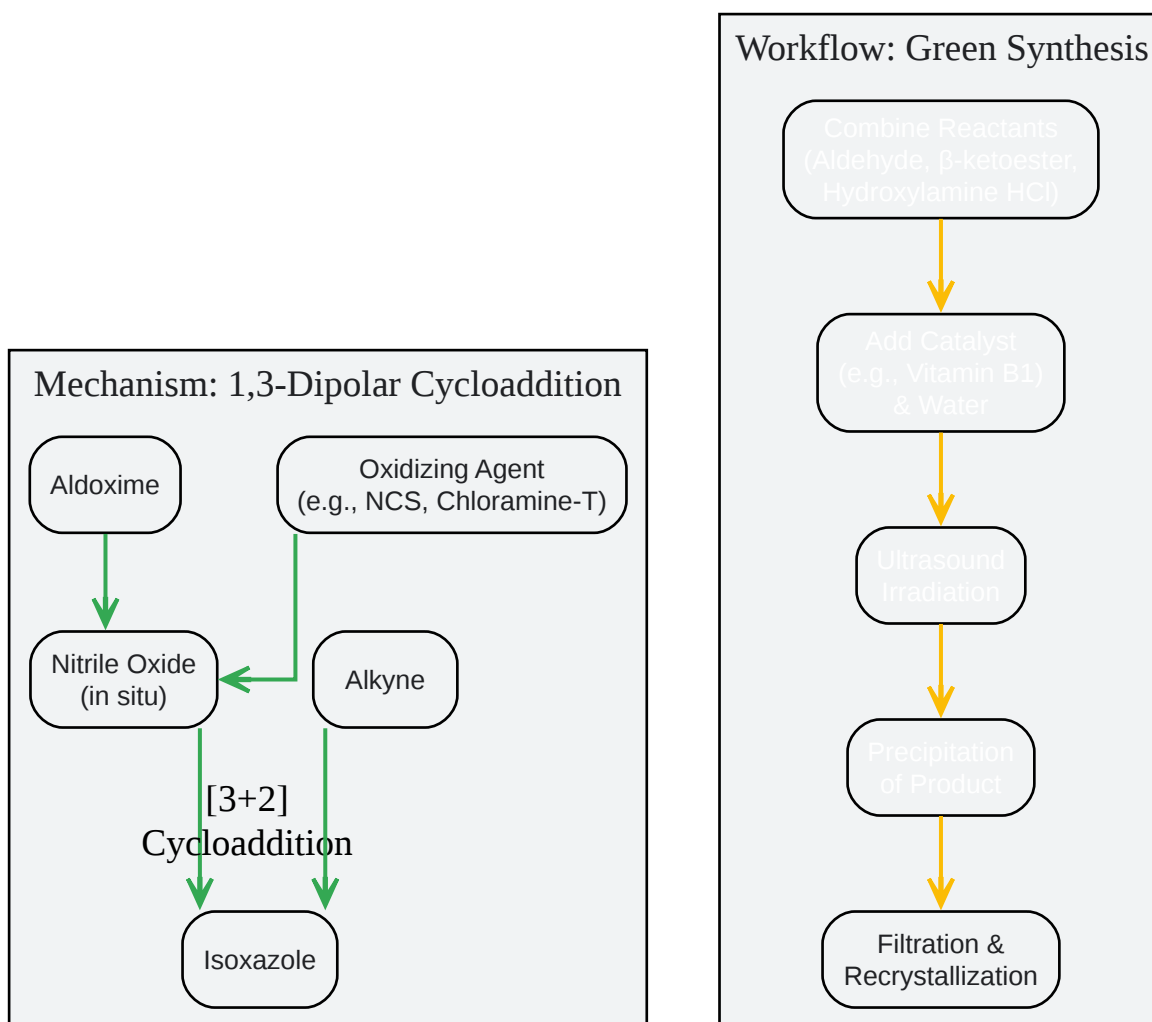 Mechanism: 1,3-Dipolar Cycloaddition
Aldoxime
Oxidizing Agent
(e.g., NCS, Chloramine-T)
Nitrile Oxide
(in situ)
Alkyne
[3+2]
Cycloaddition
Isoxazole
Workflow: Green Synthesis
Combine Reactants
(Aldehyde, β-ketoester,
Hydroxylamine HCl)
Add Catalyst
(e.g., Vitamin B1)
& Water
Ultrasound
Irradiation
Precipitation
of Product
Filtration &
Recrystallization